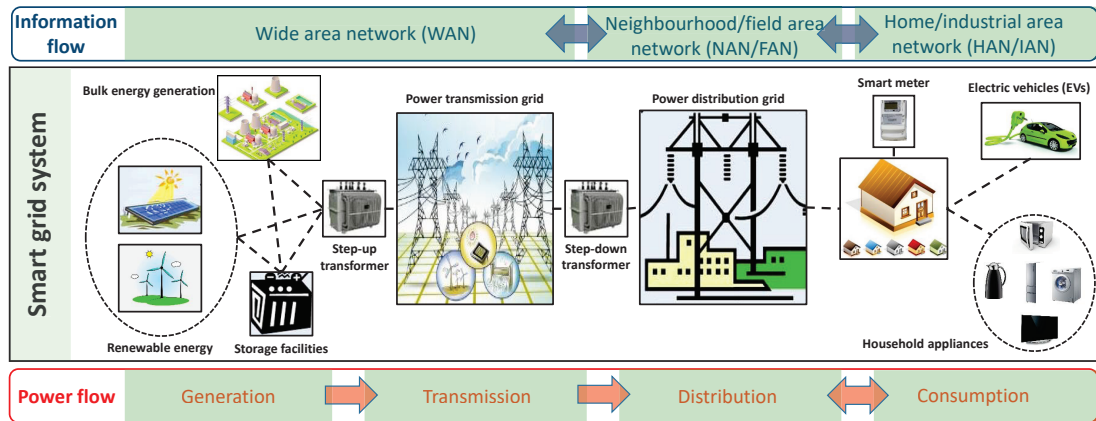 Information
flow
Wide area network (WAN)
Neighbourhood/field area
network (NAN/FAN)
Home/industrial area
network (HAN/IAN)
Smart grid system
Bulk energy generation
Renewable energy
Storage facilities
Step-up
transformer
Power transmission grid
Step-down
transformer
Power distribution grid
Smart meter
Electric vehicles (EVs)
Household appliances
Power flow
Generation
Transmission
Distribution
Consumption